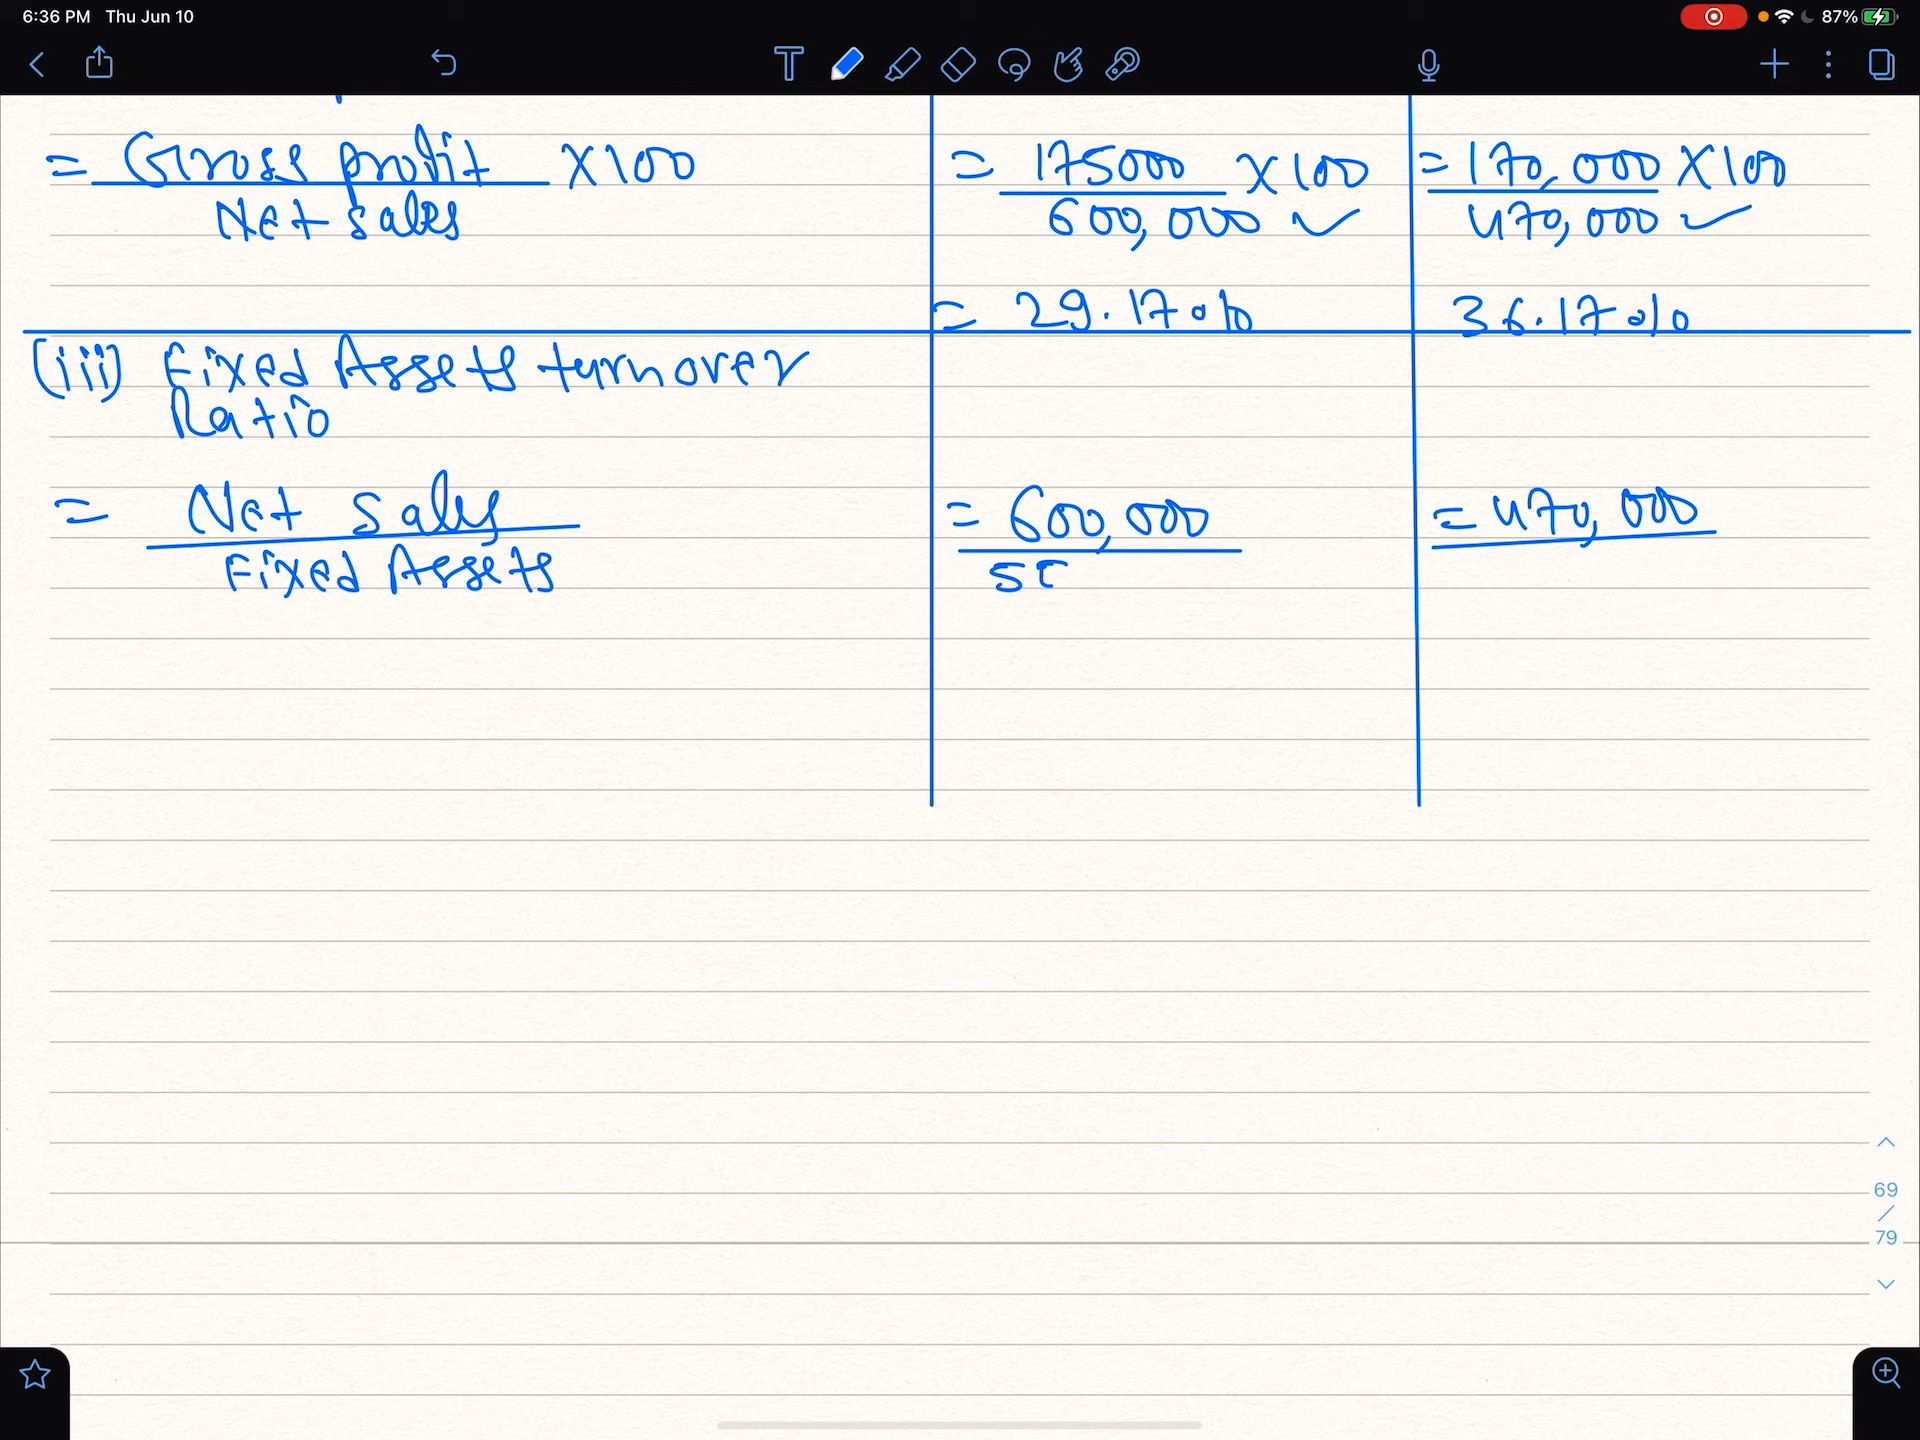 6:36 PM Thu Jun 10
87%
= Gross profit X100
Net sales
= 175000 X100
600,000 ✓
= 170,000 X100
470,000 ✓
= 29.17%
36.17%
(iii) Fixed Assets turnover
Ratio
= Net sales
Fixed Assets
= 600,000
5
= 470,000
69
/
79